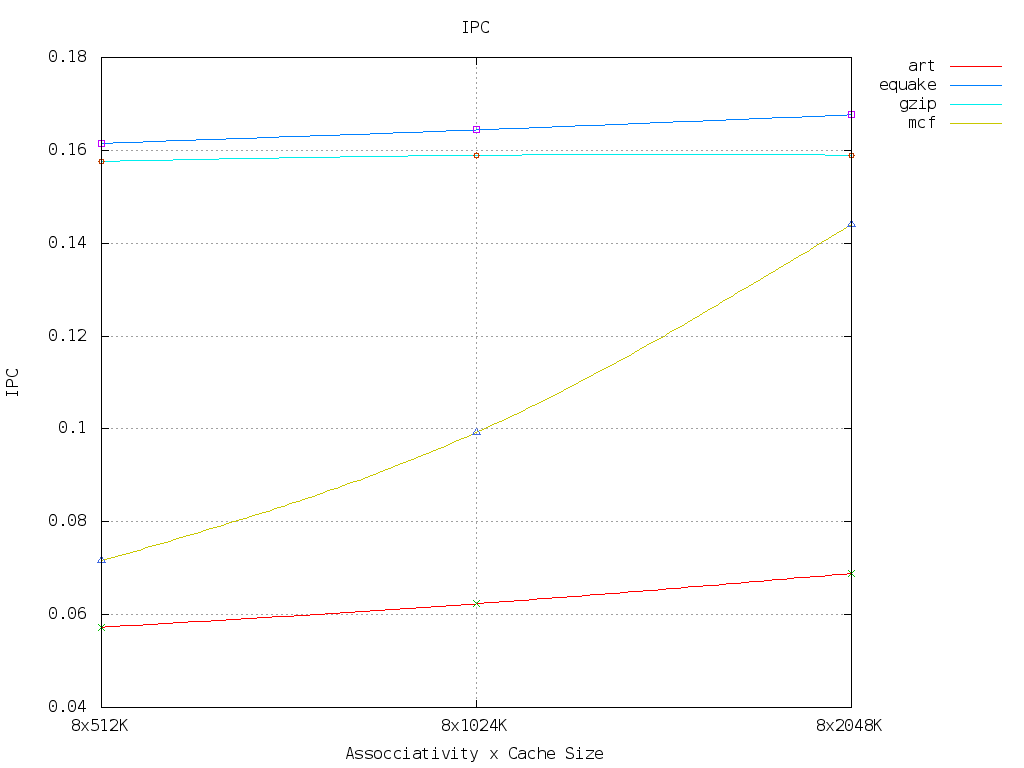 IPC
0.18
0.16
0.14
0.12
0.1
0.08
0.06
0.04
IPC
8x512K
8x1024K
8x2048K
Assocciativity x Cache Size
art
equake
gzip
mcf